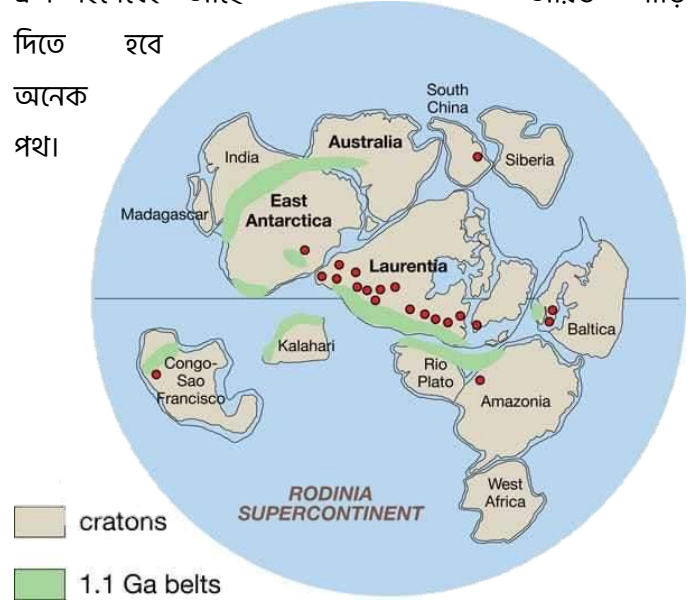 দিতে হবে
অনেক
পথ।
South
China
Australia
Siberia
India
East
Antarctica
Madagascar
Laurentia
Baltica
Kalahari
Congo-
Sao
Francisco
Rio
Plato
Amazonia
West
Africa
RODINIA
SUPERCONTINENT
cratons
1.1 Ga belts